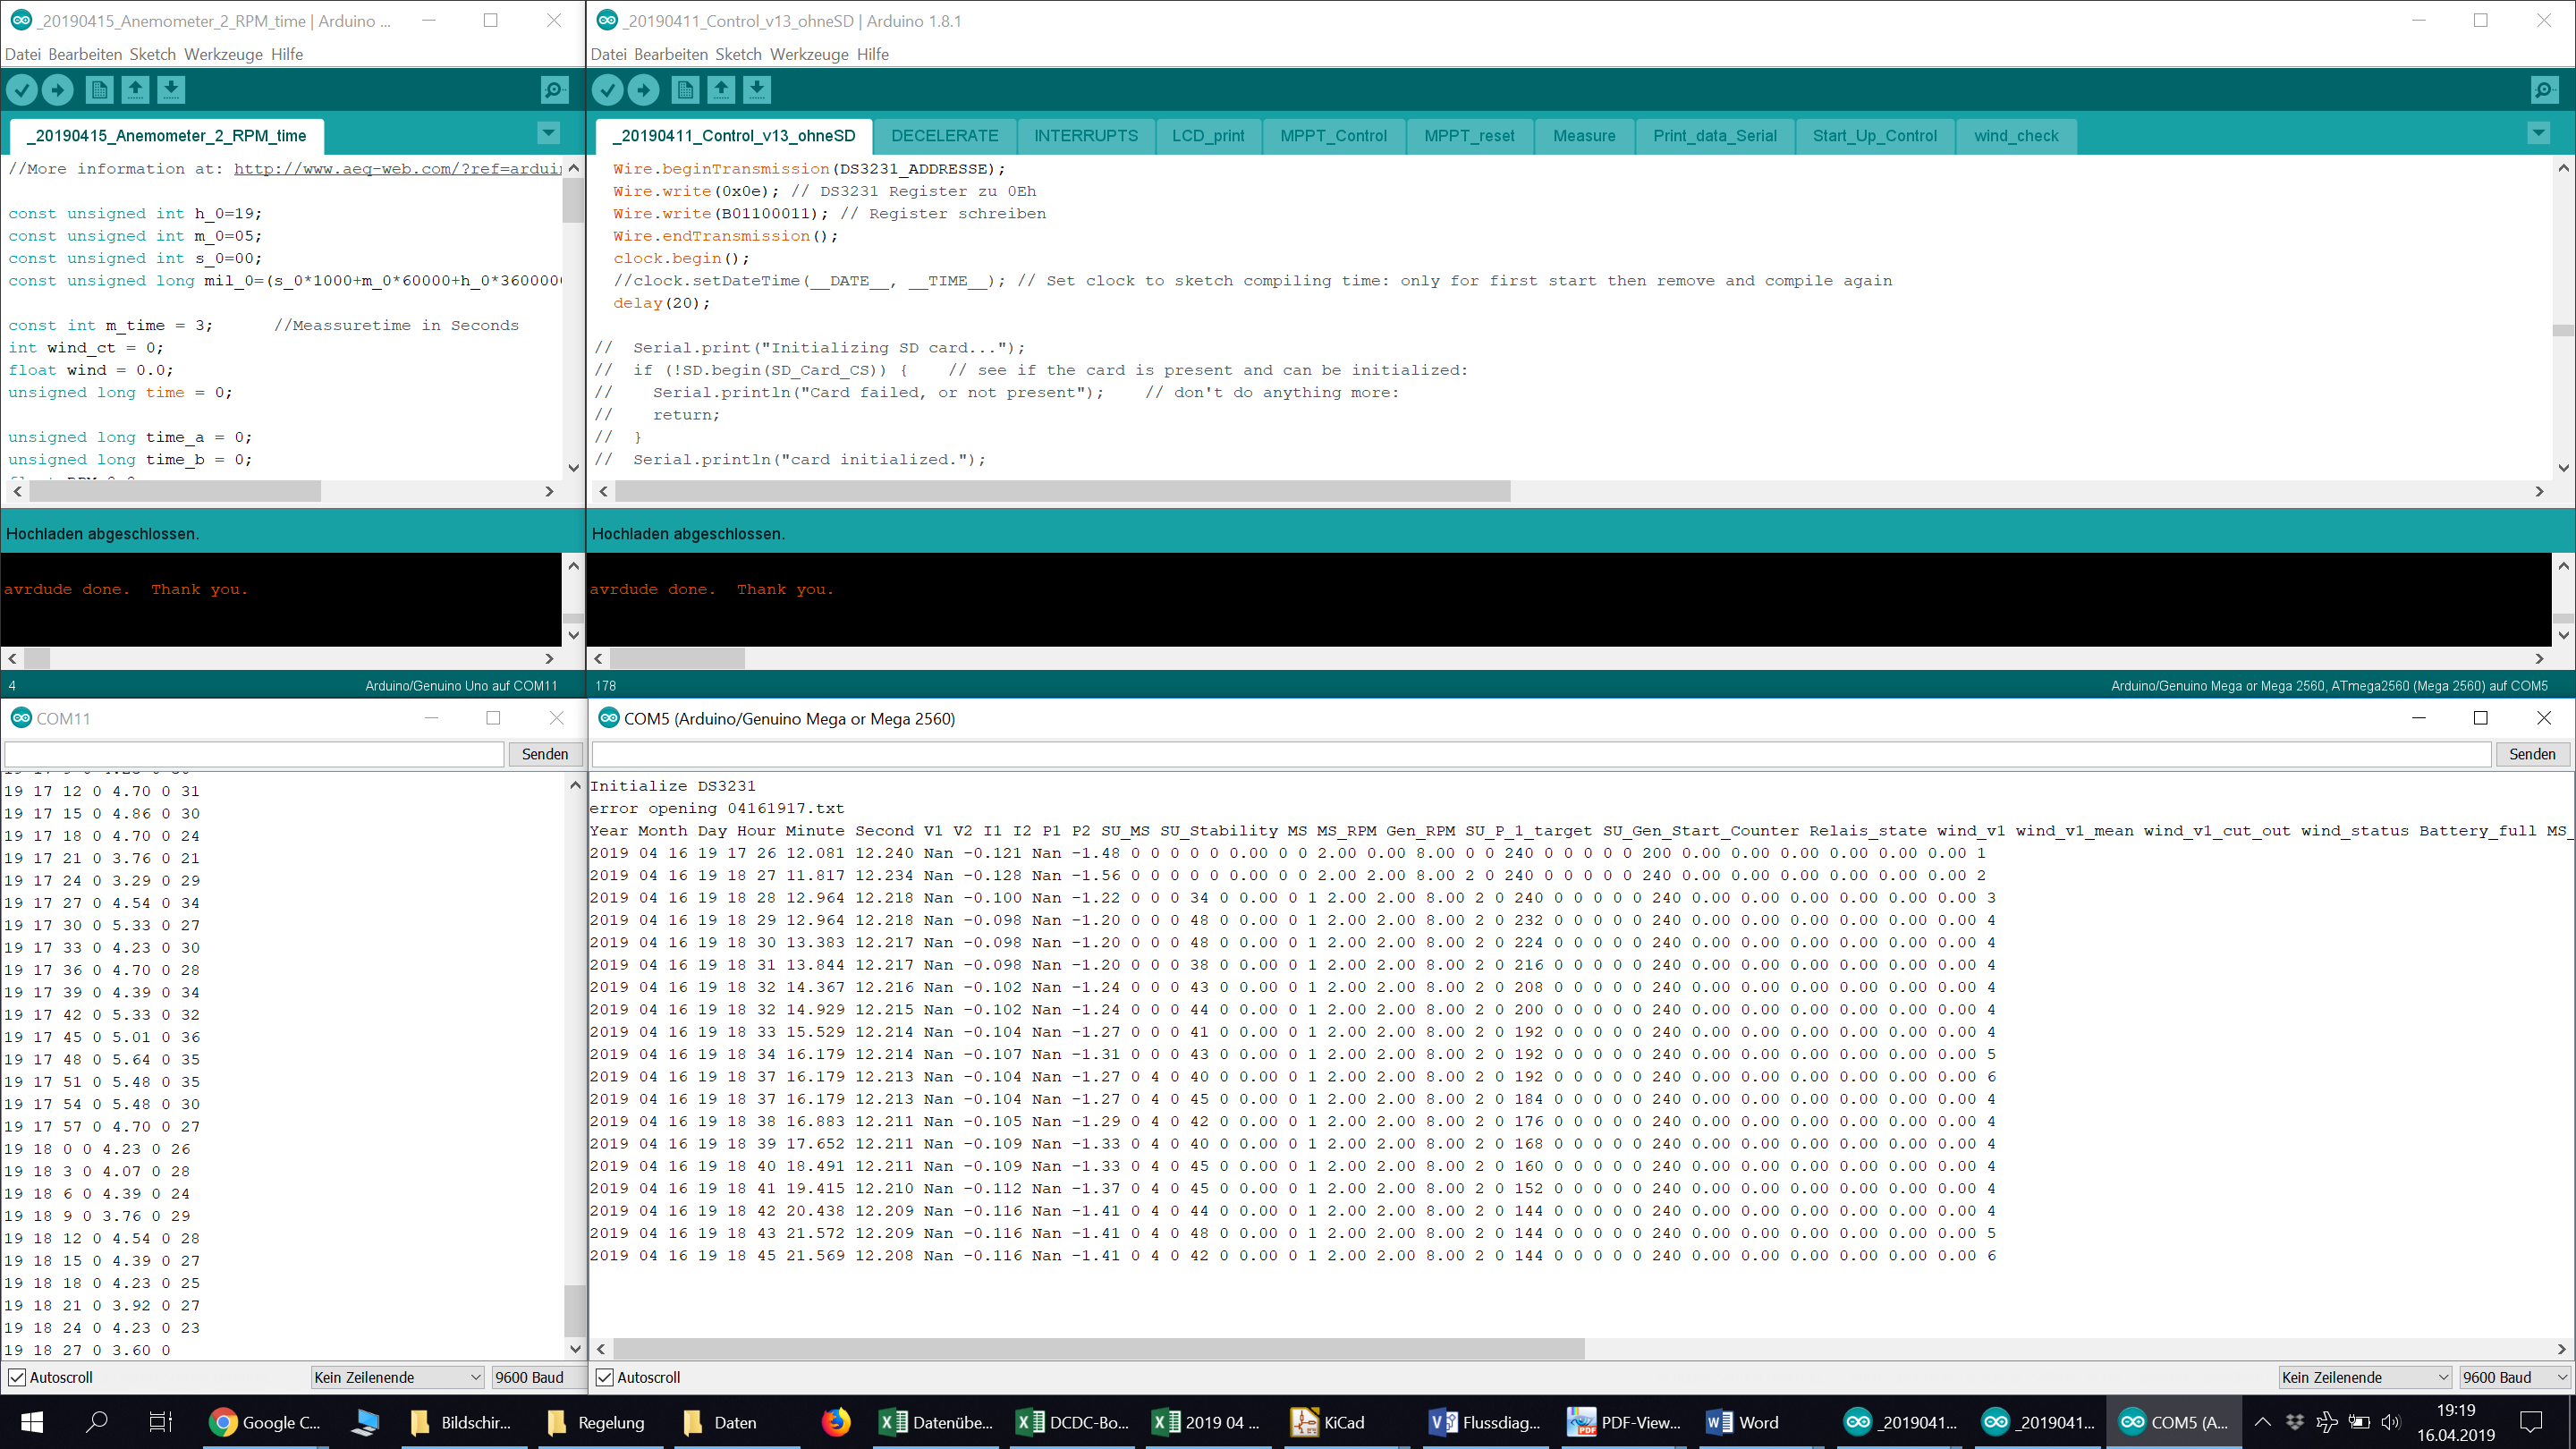 _20190415_Anemometer_2_RPM_time | Arduino ...
Datei Bearbeiten Sketch Werkzeuge Hilfe
_20190415_Anemometer_2_RPM_time
//More information at: http://www.aeq-web.com/?ref=ardui
const unsigned int h_0=19;
const unsigned int m_0=05;
const unsigned int s_0=00;
const unsigned long mil_0=(s_0*1000+m_0*60000+h_0*3600000
const int m_time = 3; //Meassuretime in Seconds
int wind_ct = 0;
float wind = 0.0;
unsigned long time = 0;
unsigned long time_a = 0;
unsigned long time_b = 0;
Hochladen abgeschlossen.
avrdude done. Thank you.
4 Arduino/Genuino Uno auf COM11
_20190411_Control_v13_ohneSD | Arduino 1.8.1
Datei Bearbeiten Sketch Werkzeuge Hilfe
_20190411_Control_v13_ohneSD DECELERATE INTERRUPTS LCD_print MPPT_Control MPPT_reset Measure Print_data_Serial Start_Up_Control wind_check
Wire.beginTransmission(DS3231_ADDRESSE);
Wire.write(0x0e); // DS3231 Register zu 0Eh
Wire.write(B01100011); // Register schreiben
Wire.endTransmission();
clock.begin();
//clock.setDateTime(__DATE__, __TIME__); // Set clock to sketch compiling time: only for first start then remove and compile again
delay(20);
// Serial.print("Initializing SD card...");
// if (!SD.begin(SD_Card_CS)) { // see if the card is present and can be initialized:
// Serial.println("Card failed, or not present"); // don't do anything more:
// return;
// }
// Serial.println("card initialized.");
Hochladen abgeschlossen.
avrdude done. Thank you.
178 Arduino/Genuino Mega or Mega 2560, ATmega2560 (Mega 2560) auf COM5
COM11
Senden
19 17 12 0 4.70 0 31
19 17 15 0 4.86 0 30
19 17 18 0 4.70 0 24
19 17 21 0 3.76 0 21
19 17 24 0 3.29 0 29
19 17 27 0 4.54 0 34
19 17 30 0 5.33 0 27
19 17 33 0 4.23 0 30
19 17 36 0 4.70 0 28
19 17 39 0 4.39 0 34
19 17 42 0 5.33 0 32
19 17 45 0 5.01 0 36
19 17 48 0 5.64 0 35
19 17 51 0 5.48 0 35
19 17 54 0 5.48 0 30
19 17 57 0 4.70 0 27
19 18 0 0 4.23 0 26
19 18 3 0 4.07 0 28
19 18 6 0 4.39 0 24
19 18 9 0 3.76 0 29
19 18 12 0 4.54 0 28
19 18 15 0 4.39 0 27
19 18 18 0 4.23 0 25
19 18 21 0 3.92 0 27
19 18 24 0 4.23 0 23
19 18 27 0 3.60 0
Autoscroll Kein Zeilenende 9600 Baud
COM5 (Arduino/Genuino Mega or Mega 2560)
Senden
Initialize DS3231
error opening 04161917.txt
Year Month Day Hour Minute Second V1 V2 I1 I2 P1 P2 SU_MS SU_Stability MS MS_RPM Gen_RPM SU_P_1_target SU_Gen_Start_Counter Relais_state wind_v1 wind_v1_mean wind_v1_cut_out wind_status Battery_full MS_
2019 04 16 19 17 26 12.081 12.240 Nan -0.121 Nan -1.48 0 0 0 0 0 0.00 0 0 2.00 0.00 8.00 0 0 240 0 0 0 0 0 200 0.00 0.00 0.00 0.00 0.00 0.00 1
2019 04 16 19 18 27 11.817 12.234 Nan -0.128 Nan -1.56 0 0 0 0 0 0.00 0 0 2.00 2.00 8.00 2 0 240 0 0 0 0 0 240 0.00 0.00 0.00 0.00 0.00 0.00 2
2019 04 16 19 18 28 12.964 12.218 Nan -0.100 Nan -1.22 0 0 0 34 0 0.00 0 1 2.00 2.00 8.00 2 0 240 0 0 0 0 0 240 0.00 0.00 0.00 0.00 0.00 0.00 3
2019 04 16 19 18 29 12.964 12.218 Nan -0.098 Nan -1.20 0 0 0 48 0 0.00 0 1 2.00 2.00 8.00 2 0 232 0 0 0 0 0 240 0.00 0.00 0.00 0.00 0.00 0.00 4
2019 04 16 19 18 30 13.383 12.217 Nan -0.098 Nan -1.20 0 0 0 48 0 0.00 0 1 2.00 2.00 8.00 2 0 224 0 0 0 0 0 240 0.00 0.00 0.00 0.00 0.00 0.00 4
2019 04 16 19 18 31 13.844 12.217 Nan -0.098 Nan -1.20 0 0 0 38 0 0.00 0 1 2.00 2.00 8.00 2 0 216 0 0 0 0 0 240 0.00 0.00 0.00 0.00 0.00 0.00 4
2019 04 16 19 18 32 14.367 12.216 Nan -0.102 Nan -1.24 0 0 0 43 0 0.00 0 1 2.00 2.00 8.00 2 0 208 0 0 0 0 0 240 0.00 0.00 0.00 0.00 0.00 0.00 4
2019 04 16 19 18 32 14.929 12.215 Nan -0.102 Nan -1.24 0 0 0 44 0 0.00 0 1 2.00 2.00 8.00 2 0 200 0 0 0 0 0 240 0.00 0.00 0.00 0.00 0.00 0.00 4
2019 04 16 19 18 33 15.529 12.214 Nan -0.104 Nan -1.27 0 0 0 41 0 0.00 0 1 2.00 2.00 8.00 2 0 192 0 0 0 0 0 240 0.00 0.00 0.00 0.00 0.00 0.00 4
2019 04 16 19 18 34 16.179 12.214 Nan -0.107 Nan -1.31 0 0 0 43 0 0.00 0 1 2.00 2.00 8.00 2 0 192 0 0 0 0 0 240 0.00 0.00 0.00 0.00 0.00 0.00 5
2019 04 16 19 18 37 16.179 12.213 Nan -0.104 Nan -1.27 0 4 0 40 0 0.00 0 1 2.00 2.00 8.00 2 0 192 0 0 0 0 0 240 0.00 0.00 0.00 0.00 0.00 0.00 6
2019 04 16 19 18 37 16.179 12.213 Nan -0.104 Nan -1.27 0 4 0 45 0 0.00 0 1 2.00 2.00 8.00 2 0 184 0 0 0 0 0 240 0.00 0.00 0.00 0.00 0.00 0.00 4
2019 04 16 19 18 38 16.883 12.211 Nan -0.105 Nan -1.29 0 4 0 42 0 0.00 0 1 2.00 2.00 8.00 2 0 176 0 0 0 0 0 240 0.00 0.00 0.00 0.00 0.00 0.00 4
2019 04 16 19 18 39 17.652 12.211 Nan -0.109 Nan -1.33 0 4 0 40 0 0.00 0 1 2.00 2.00 8.00 2 0 168 0 0 0 0 0 240 0.00 0.00 0.00 0.00 0.00 0.00 4
2019 04 16 19 18 40 18.491 12.211 Nan -0.109 Nan -1.33 0 4 0 45 0 0.00 0 1 2.00 2.00 8.00 2 0 160 0 0 0 0 0 240 0.00 0.00 0.00 0.00 0.00 0.00 4
2019 04 16 19 18 41 19.415 12.210 Nan -0.112 Nan -1.37 0 4 0 45 0 0.00 0 1 2.00 2.00 8.00 2 0 152 0 0 0 0 0 240 0.00 0.00 0.00 0.00 0.00 0.00 4
2019 04 16 19 18 42 20.438 12.209 Nan -0.116 Nan -1.41 0 4 0 44 0 0.00 0 1 2.00 2.00 8.00 2 0 144 0 0 0 0 0 240 0.00 0.00 0.00 0.00 0.00 0.00 4
2019 04 16 19 18 43 21.572 12.209 Nan -0.116 Nan -1.41 0 4 0 48 0 0.00 0 1 2.00 2.00 8.00 2 0 144 0 0 0 0 0 240 0.00 0.00 0.00 0.00 0.00 0.00 5
2019 04 16 19 18 45 21.569 12.208 Nan -0.116 Nan -1.41 0 4 0 42 0 0.00 0 1 2.00 2.00 8.00 2 0 144 0 0 0 0 0 240 0.00 0.00 0.00 0.00 0.00 0.00 6
Autoscroll Kein Zeilenende 9600 Baud
Google C... Bildschir... Regelung Daten Datenübe... DCDC-Bo... 2019 04 ... KiCad Flussdiag... PDF-View... Word _2019041... _2019041... COM5 (A... 19:19
16.04.2019